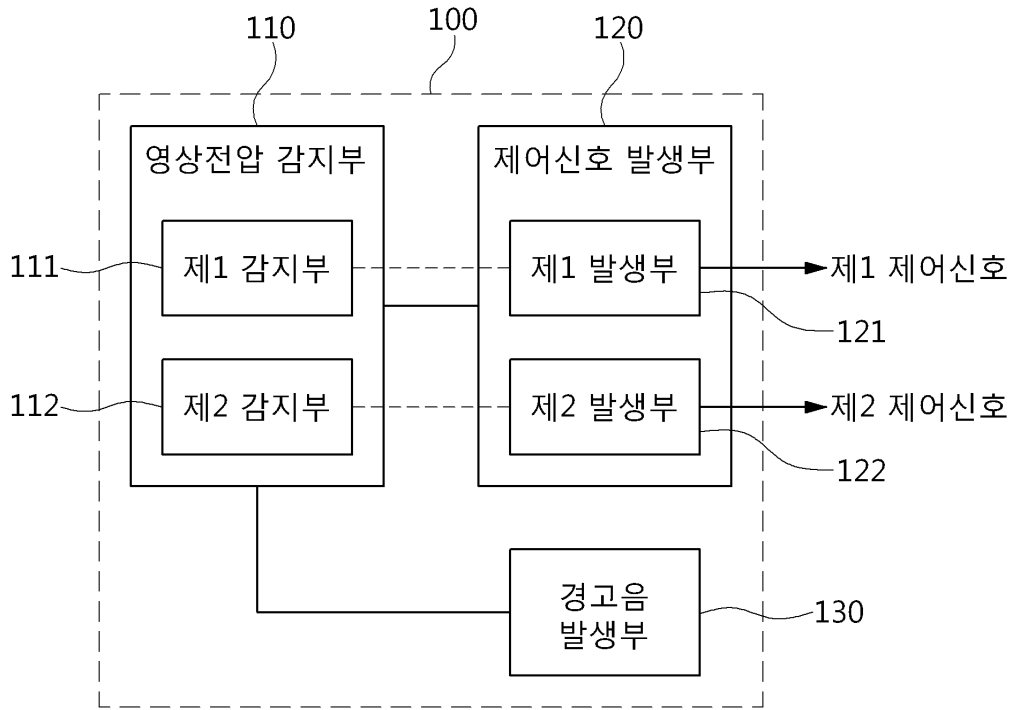 110
100
120
영상전압 감지부
제어신호 발생부
111
제1 감지부
제1 발생부
제1 제어신호
121
112
제2 감지부
제2 발생부
제2 제어신호
122
경고음
발생부
130